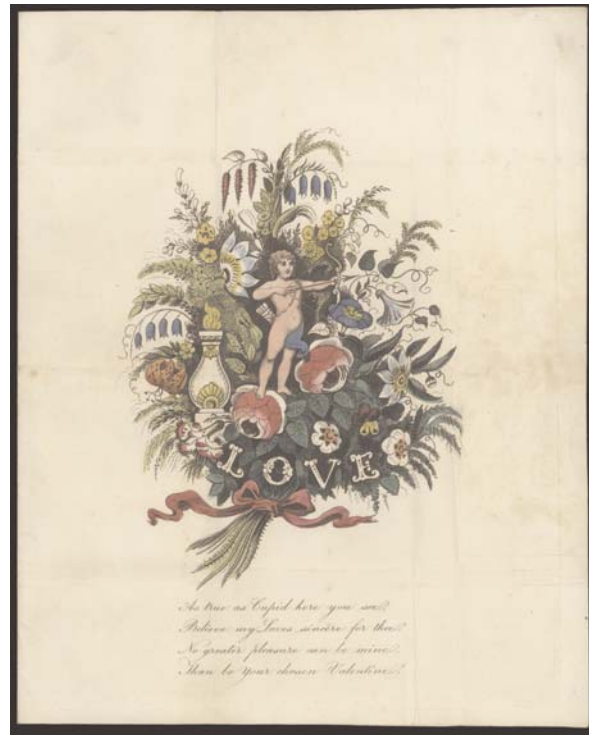 LOVE
As true as Cupid here you see
Believe my Love's sincere for thee
No greater pleasure can be mine
Than be your chosen Valentine